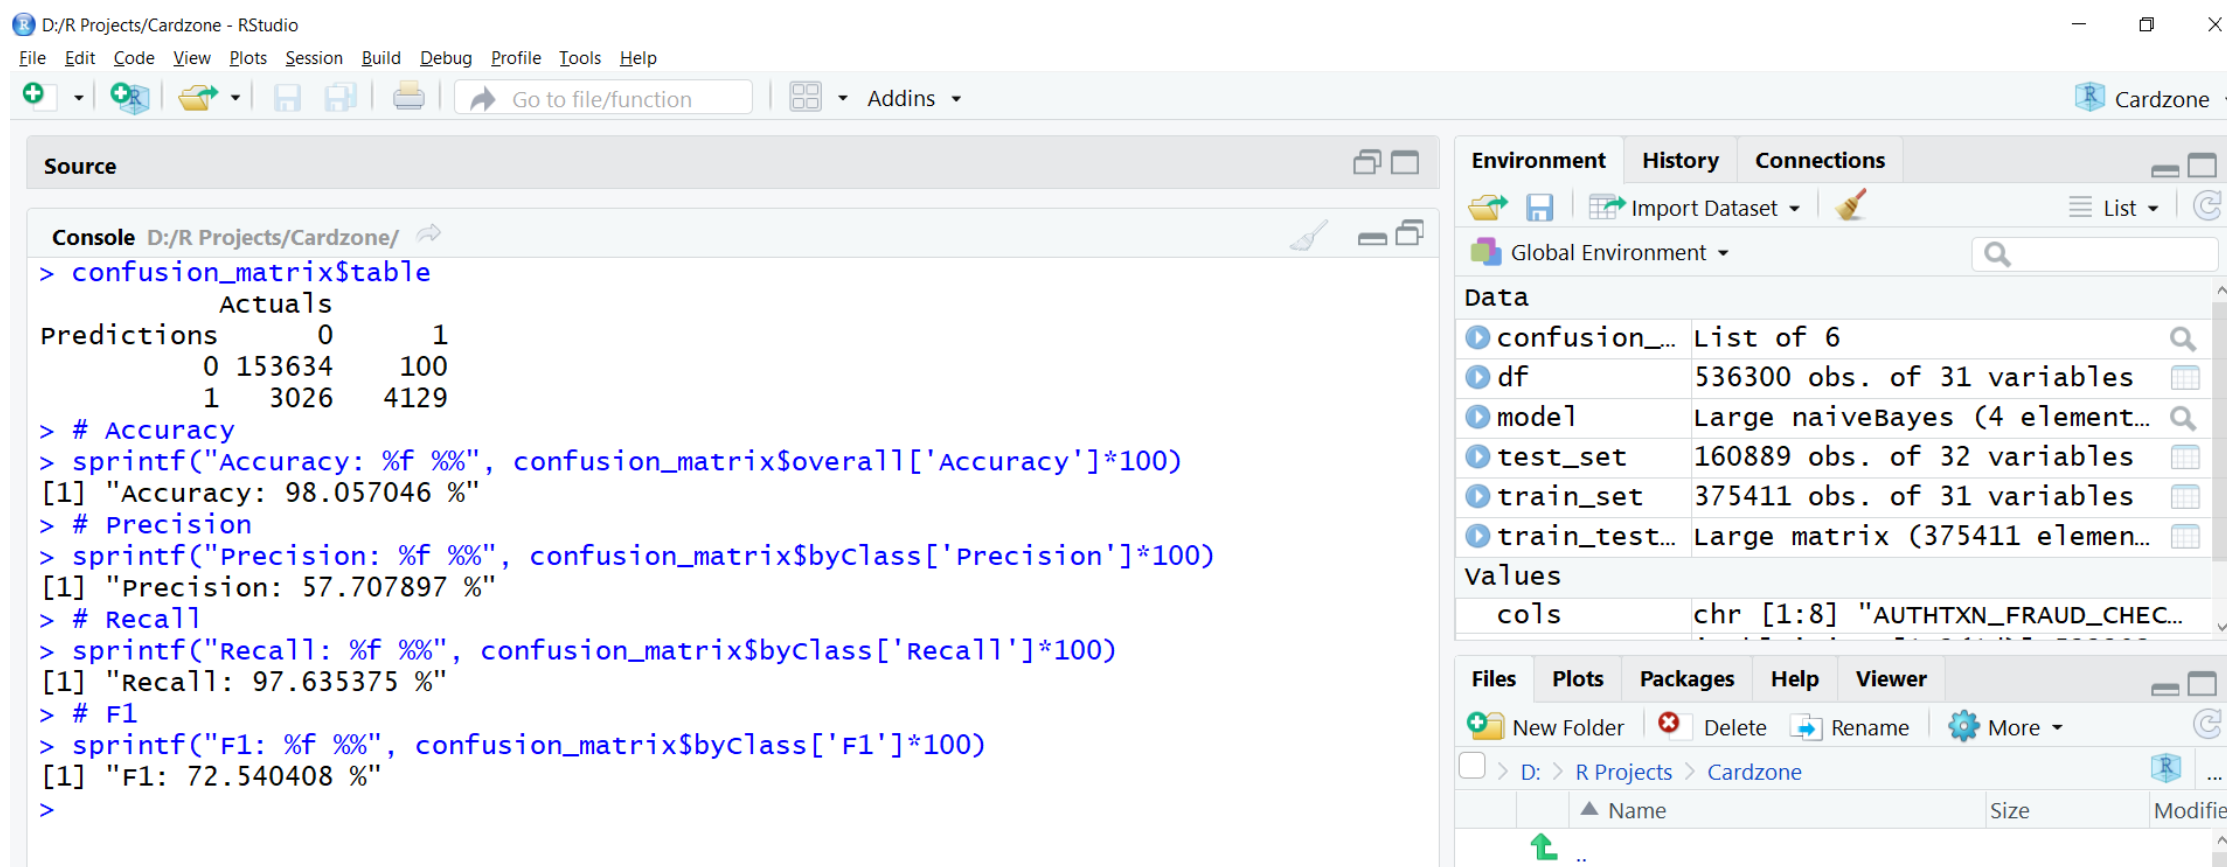 D:/R Projects/Cardzone - RStudio
File Edit Code View Plots Session Build Debug Profile Tools Help
Go to file/function Addins Cardzone
Source
Console D:/R Projects/Cardzone/
> confusion_matrix$table
Actuals
Predictions 0 1
0 153634 100
1 3026 4129
> # Accuracy
> sprintf("Accuracy: %f %%", confusion_matrix$overall['Accuracy']*100)
[1] "Accuracy: 98.057046 %"
> # Precision
> sprintf("Precision: %f %%", confusion_matrix$byClass['Precision']*100)
[1] "Precision: 57.707897 %"
> # Recall
> sprintf("Recall: %f %%", confusion_matrix$byClass['Recall']*100)
[1] "Recall: 97.635375 %"
> # F1
> sprintf("F1: %f %%", confusion_matrix$byClass['F1']*100)
[1] "F1: 72.540408 %"
>
Environment History Connections
Import Dataset List
Global Environment
Data
confusion_… List of 6
df 536300 obs. of 31 variables
model Large naiveBayes (4 element…
test_set 160889 obs. of 32 variables
train_set 375411 obs. of 31 variables
train_test… Large matrix (375411 elemen…
Values
cols chr [1:8] "AUTHTXN_FRAUD_CHEC…
Files Plots Packages Help Viewer
New Folder Delete Rename More
D: > R Projects > Cardzone ...
Name Size Modifie
..